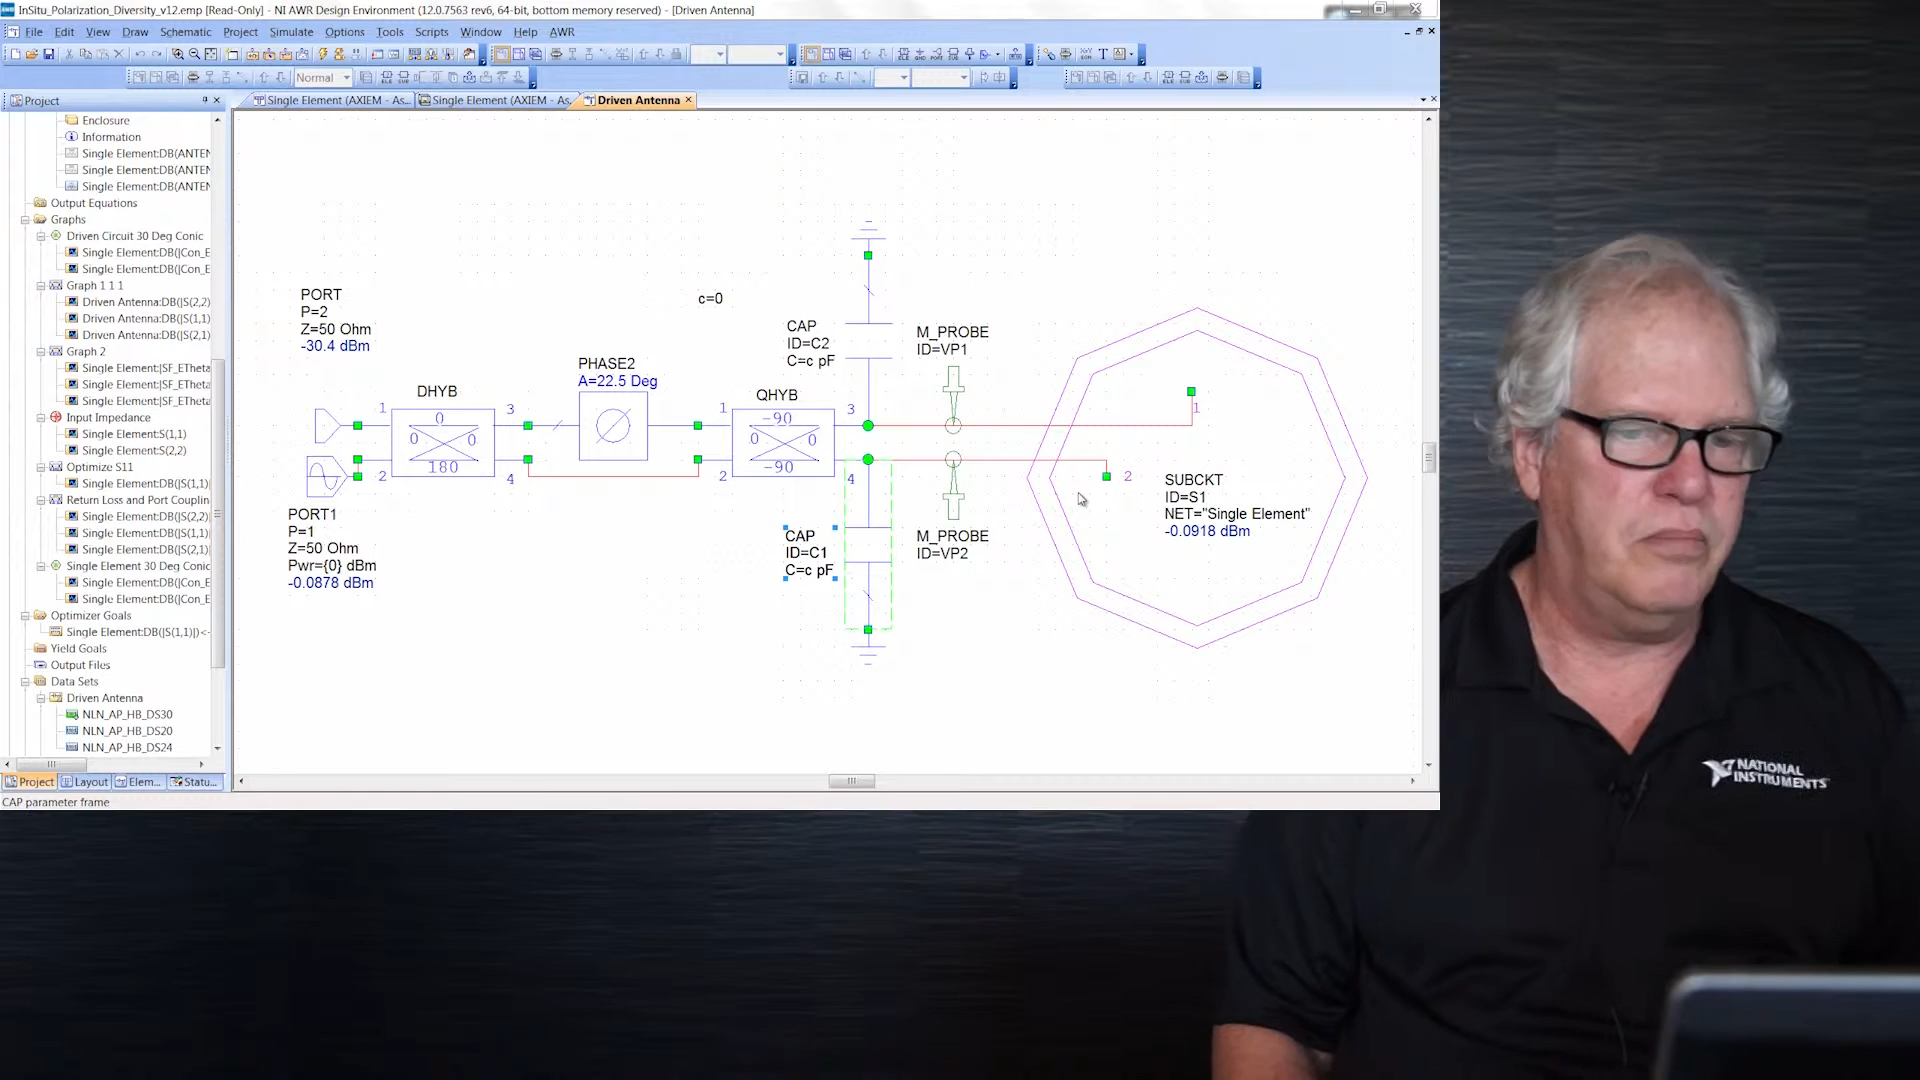 InSitu_Polarization_Diversity_v12.emp [Read-Only] - NI AWR Design Environment (12.0.7563 rev6, 64-bit, bottom memory reserved) - [Driven Antenna]
File Edit View Draw Schematic Project Simulate Options Tools Scripts Window Help AWR
Normal
Project
Single Element (AXIEM - As...
Single Element (AXIEM - As...
Driven Antenna
Enclosure
Information
Single Element:DB(ANTEN
Single Element:DB(ANTEN
Single Element:DB(ANTEN
Output Equations
Graphs
Driven Circuit 30 Deg Conic
Single Element:DB(|Con_E
Single Element:DB(|Con_E
Graph 1 1 1
Driven Antenna:DB(|S(2,2)
Driven Antenna:DB(|S(1,1)
Driven Antenna:DB(|S(2,1)
Graph 2
Single Element:|SF_ETheta
Single Element:|SF_ETheta
Single Element:|SF_ETheta
Input Impedance
Single Element:S(1,1)
Single Element:S(2,2)
Optimize S11
Single Element:DB(|S(1,1)|
Return Loss and Port Couplin
Single Element:DB(|S(2,2)|
Single Element:DB(|S(1,1)|
Single Element:DB(|S(2,1)|
Single Element 30 Deg Conic
Single Element:DB(|Con_E
Single Element:DB(|Con_E
Optimizer Goals
Single Element:DB(|S(1,1)|)<-
Yield Goals
Output Files
Data Sets
Driven Antenna
NLN_AP_HB_DS30
NLN_AP_HB_DS20
NLN_AP_HB_DS24
Project Layout Elem... Statu...
CAP parameter frame
PORT
P=2
Z=50 Ohm
-30.4 dBm
c=0
DHYB
1 3
0
0 0
180
2 4
PHASE2
A=22.5 Deg
QHYB
1 3
-90
0 0
-90
2 4
PORT1
P=1
Z=50 Ohm
Pwr={0} dBm
-0.0878 dBm
CAP
ID=C2
C=c pF
M_PROBE
ID=VP1
CAP
ID=C1
C=c pF
M_PROBE
ID=VP2
1
2
SUBCKT
ID=S1
NET="Single Element"
-0.0918 dBm
NATIONAL
INSTRUMENTS